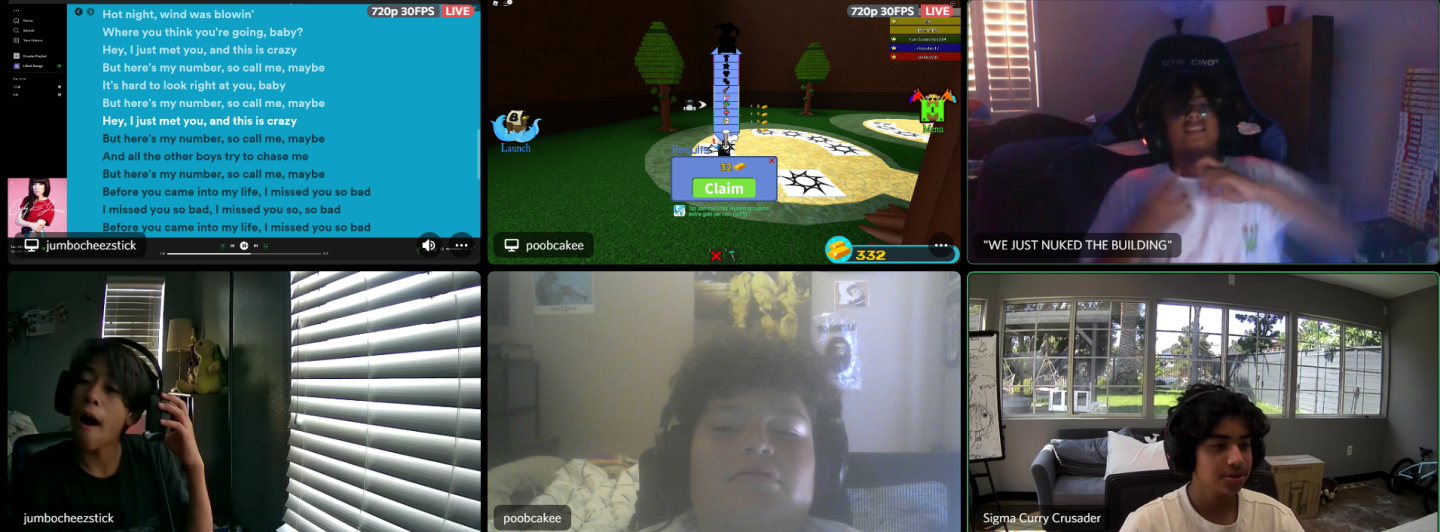 720p 30FPS LIVE
Hot night, wind was blowin'
Where you think you're going, baby?
Hey, I just met you, and this is crazy
But here's my number, so call me, maybe
It's hard to look right at you, baby
But here's my number, so call me, maybe
Hey, I just met you, and this is crazy
But here's my number, so call me, maybe
And all the other boys try to chase me
But here's my number, so call me, maybe
Before you came into my life, I missed you so bad
I missed you so bad, I missed you so, so bad
Before you came into my life, I missed you so bad
jumbocheezstick
720p 30FPS LIVE
Launch
Menu
Results
32
Claim
332
poobcakee
GTRACING
"WE JUST NUKED THE BUILDING"
jumbocheezstick
poobcakee
Sigma Curry Crusader